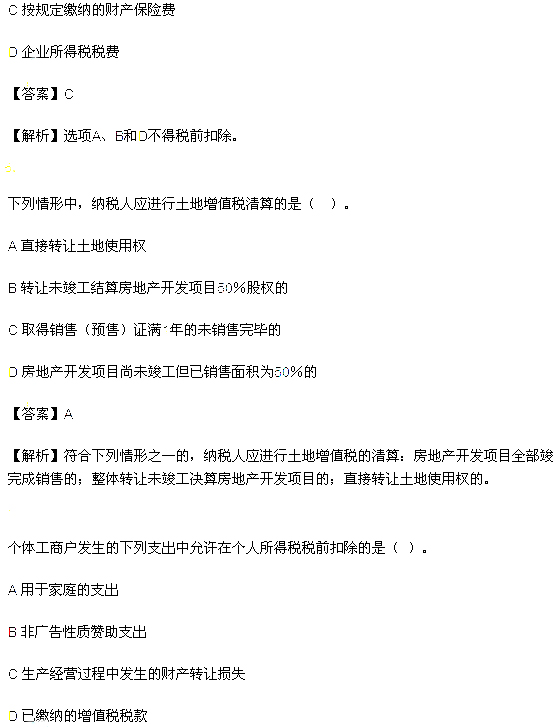 C 按规定缴纳的财产保险费
D 企业所得税税费
【答案】C
【解析】选项A、B和D不得税前扣除。
下列情形中，纳税人应进行土地增值税清算的是（　）。
A 直接转让土地使用权
B 转让未竣工结算房地产开发项目50%股权的
C 取得销售（预售）证满1年的未销售完毕的
D 房地产开发项目尚未竣工但已销售面积为50%的
【答案】A
【解析】符合下列情形之一的，纳税人应进行土地增值税的清算：房地产开发项目全部竣
完成销售的；整体转让未竣工决算房地产开发项目的；直接转让土地使用权的。
个体工商户发生的下列支出中允许在个人所得税税前扣除的是（ ）。
A 用于家庭的支出
B 非广告性质赞助支出
C 生产经营过程中发生的财产转让损失
D 已缴纳的增值税税款